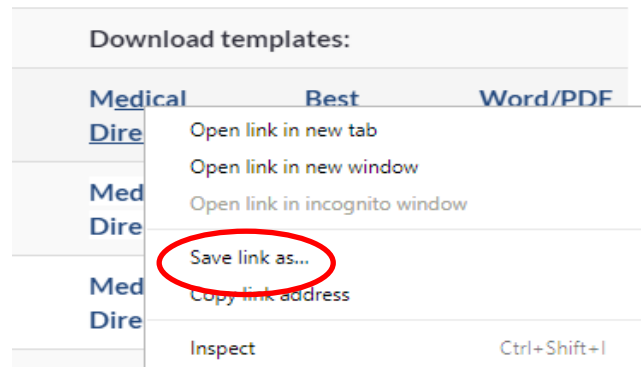 Download templates:
Medical Best Word/PDF
Dire
Open link in new tab
Open link in new window
Med
Open link in incognito window
Dire
Save link as...
Med
Copy link address
Dire
Inspect Ctrl+Shift+I